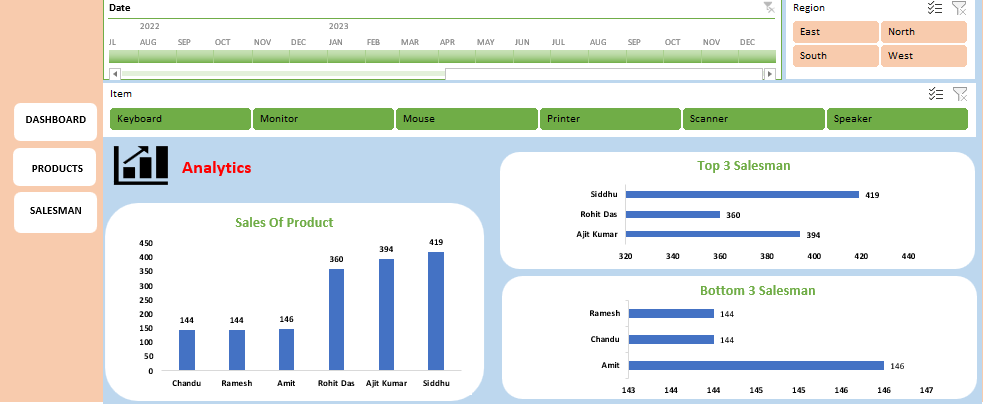 Date
2022 2023
JL AUG SEP OCT NOV DEC JAN FEB MAR APR MAY JUN JUL AUG SEP OCT NOV DEC
Region
East North
South West
Item
Keyboard Monitor Mouse Printer Scanner Speaker
DASHBOARD
PRODUCTS
SALESMAN
Analytics
Sales Of Product
450
400
350
300
250
200
150
100
50
0
144 144 146 360 394 419
Chandu Ramesh Amit Rohit Das Ajit Kumar Siddhu
Top 3 Salesman
Siddhu 419
Rohit Das 360
Ajit Kumar 394
320 340 360 380 400 420 440
Bottom 3 Salesman
Ramesh 144
Chandu 144
Amit 146
143 144 144 145 145 146 146 147